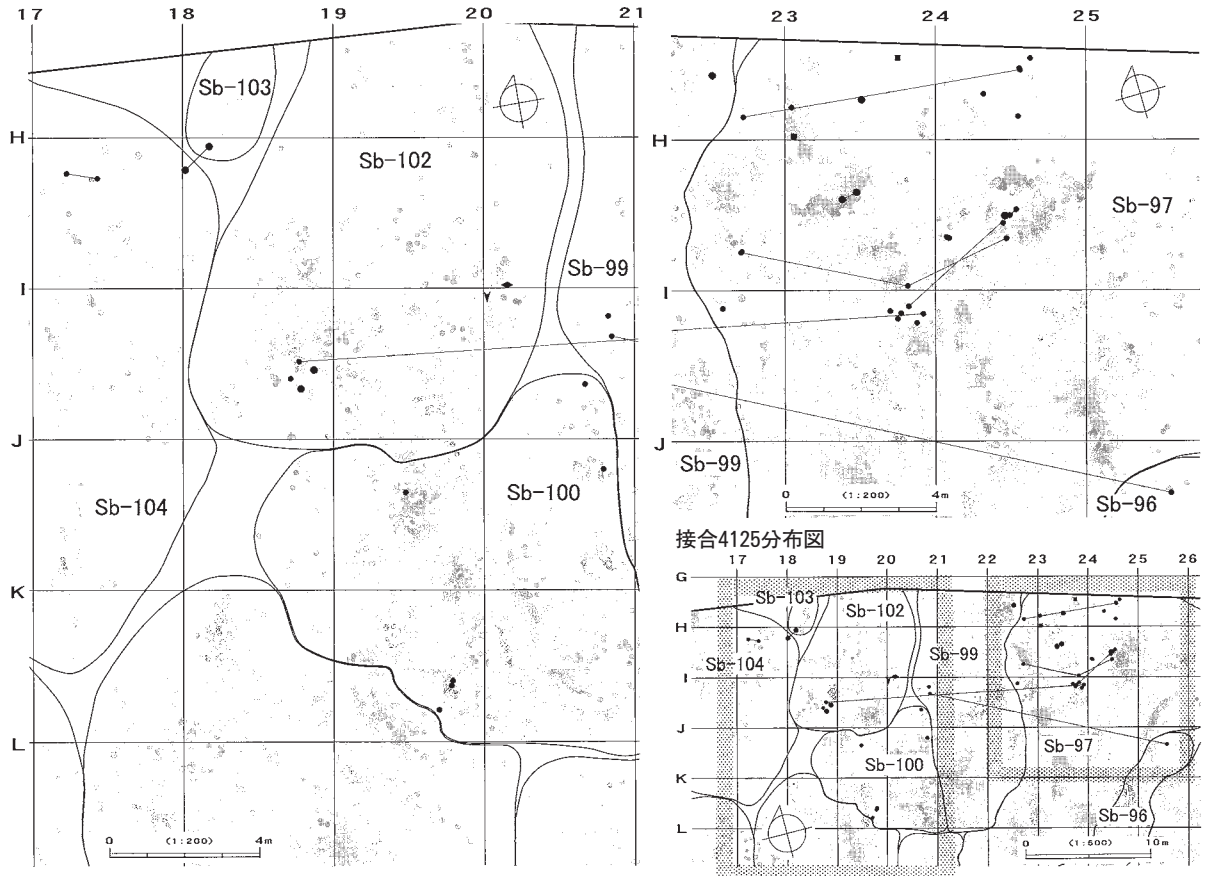 17 18 19 20 21
H
I
J
K
L
Sb-103
Sb-102
Sb-99
Sb-104
Sb-100
0 (1:200) 4m
23 24 25
H
I
J
Sb-97
Sb-99
Sb-96
0 (1:200) 4m
接合4125分布図
17 18 19 20 21 22 23 24 25 26
G
H
I
J
K
L
Sb-103
Sb-102
Sb-104
Sb-99
Sb-97
Sb-100
Sb-96
0 (1:500) 10m